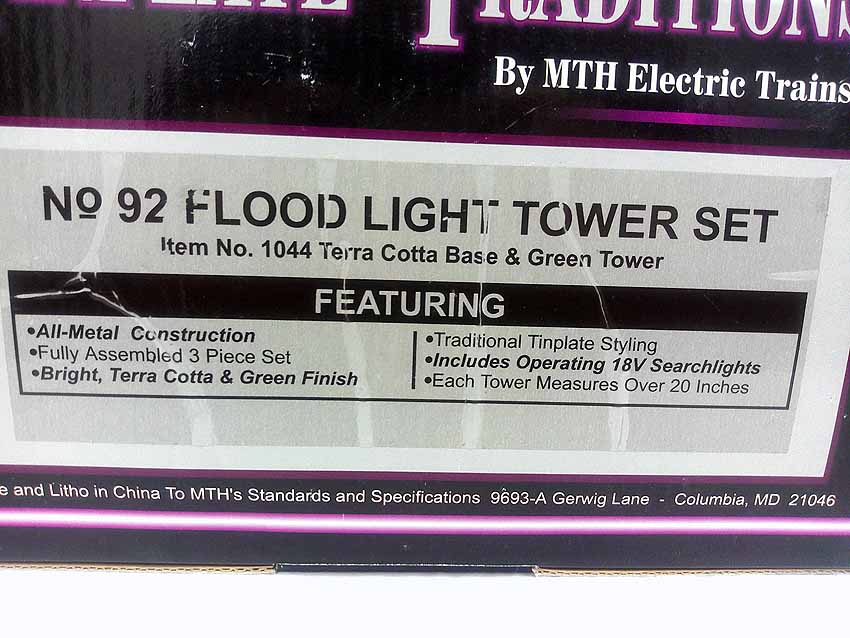 TRADITIONS
By MTH Electric Trains
Nº 92 FLOOD LIGHT TOWER SET
Item No. 1044 Terra Cotta Base & Green Tower
FEATURING
•All-Metal Construction
•Fully Assembled 3 Piece Set
•Bright, Terra Cotta & Green Finish
•Traditional Tinplate Styling
•Includes Operating 18V Searchlights
•Each Tower Measures Over 20 Inches
e and Litho in China To MTH's Standards and Specifications 9693-A Gerwig Lane - Columbia, MD 21046